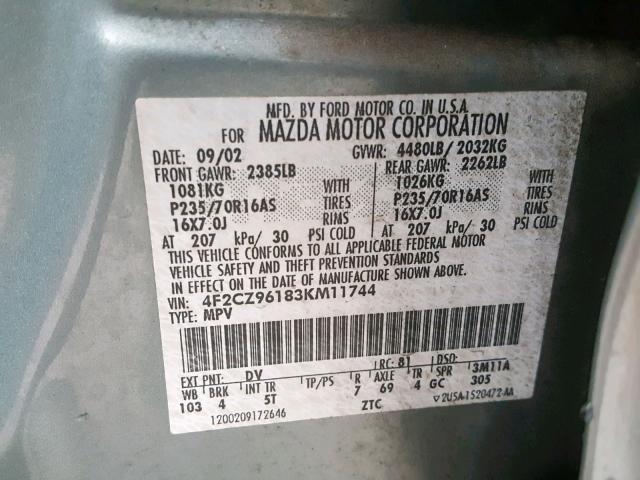 MFD. BY FORD MOTOR CO. IN U.S.A.
FOR MAZDA MOTOR CORPORATION
DATE: 09/02 GVWR: 4480LB/2032KG
FRONT GAWR: 2385LB REAR GAWR: 2262LB
1081KG WITH 1026KG WITH
P235/70R16AS TIRES P235/70R16AS TIRES
16X7.0J RIMS 16X7.0J RIMS
AT 207 kPa/ 30 PSI COLD AT 207 kPa/ 30 PSI COLD
THIS VEHICLE CONFORMS TO ALL APPLICABLE FEDERAL MOTOR
VEHICLE SAFETY AND THEFT PREVENTION STANDARDS
IN EFFECT ON THE DATE OF MANUFACTURE SHOWN ABOVE.
VIN: 4F2CZ96183KM11744
TYPE: MPV
EXT PNT: DV RC: 81 DSO:
WB BRK INT TR TP/PS R AXLE TR SPR 3M11A
103 4 5T 7 69 4 GC 305
1200209172646 ZTC ▽2USA-1520472-AA